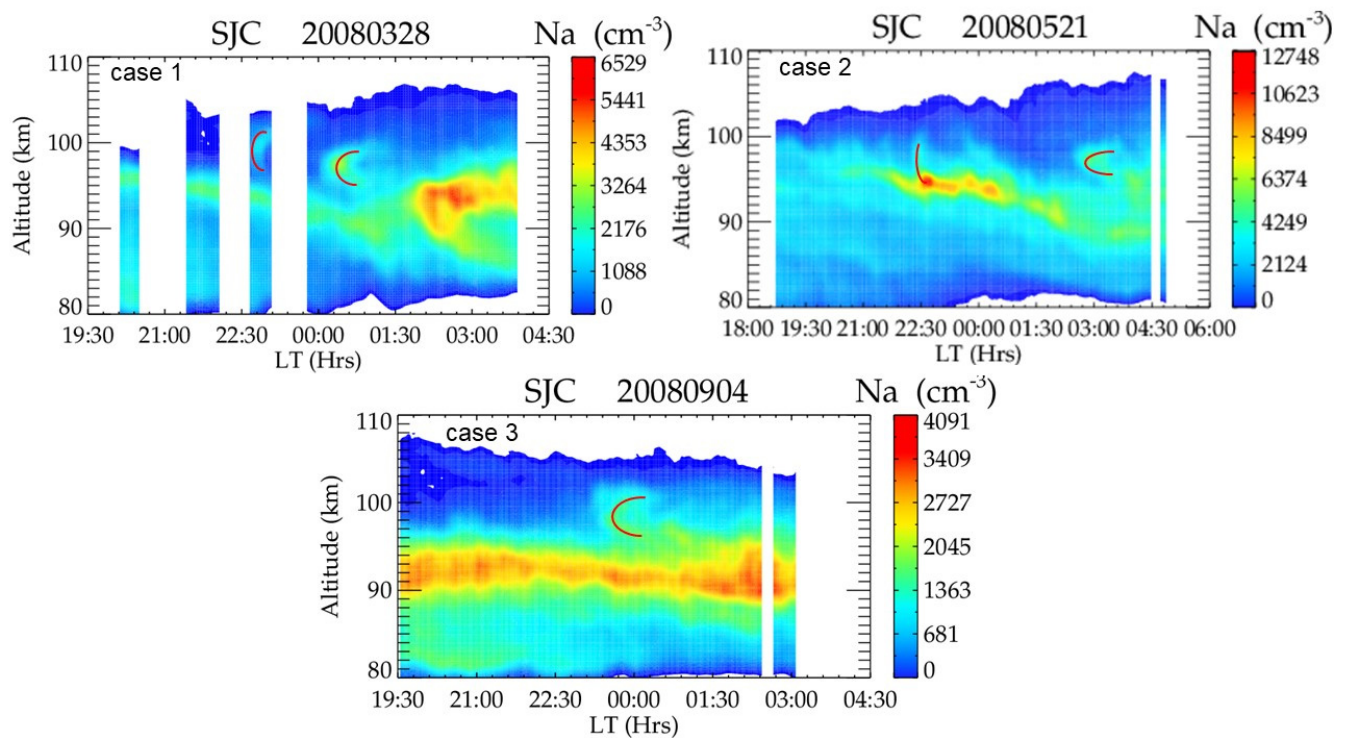 SJC 20080328 Na (cm⁻³)
case 1
Altitude (km)
110
100
90
80
19:30 21:00 22:30 00:00 01:30 03:00 04:30
LT (Hrs)
6529
5441
4353
3264
2176
1088
0
SJC 20080521 Na (cm⁻³)
case 2
Altitude (km)
110
100
90
80
18:00 19:30 21:00 22:30 00:00 01:30 03:00 04:30 06:00
LT (Hrs)
12748
10623
8499
6374
4249
2124
0
SJC 20080904 Na (cm⁻³)
case 3
Altitude (km)
110
100
90
80
19:30 21:00 22:30 00:00 01:30 03:00 04:30
LT (Hrs)
4091
3409
2727
2045
1363
681
0